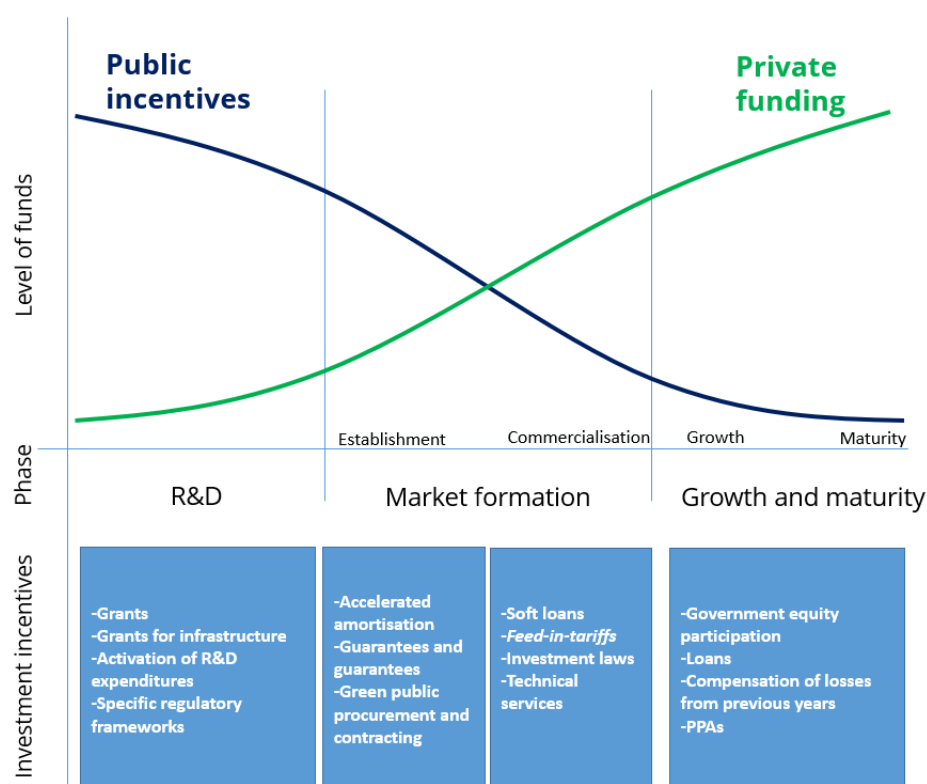 Public
incentives
Private
funding
Level of funds
Establishment
Commercialisation
Growth
Maturity
Phase
R&D
Market formation
Growth and maturity
Investment incentives
-Grants
-Grants for infrastructure
-Activation of R&D
expenditures
-Specific regulatory
frameworks
-Accelerated
amortisation
-Guarantees and
guarantees
-Green public
procurement and
contracting
-Soft loans
-Feed-in-tariffs
-Investment laws
-Technical
services
-Government equity
participation
-Loans
-Compensation of losses
from previous years
-PPAs